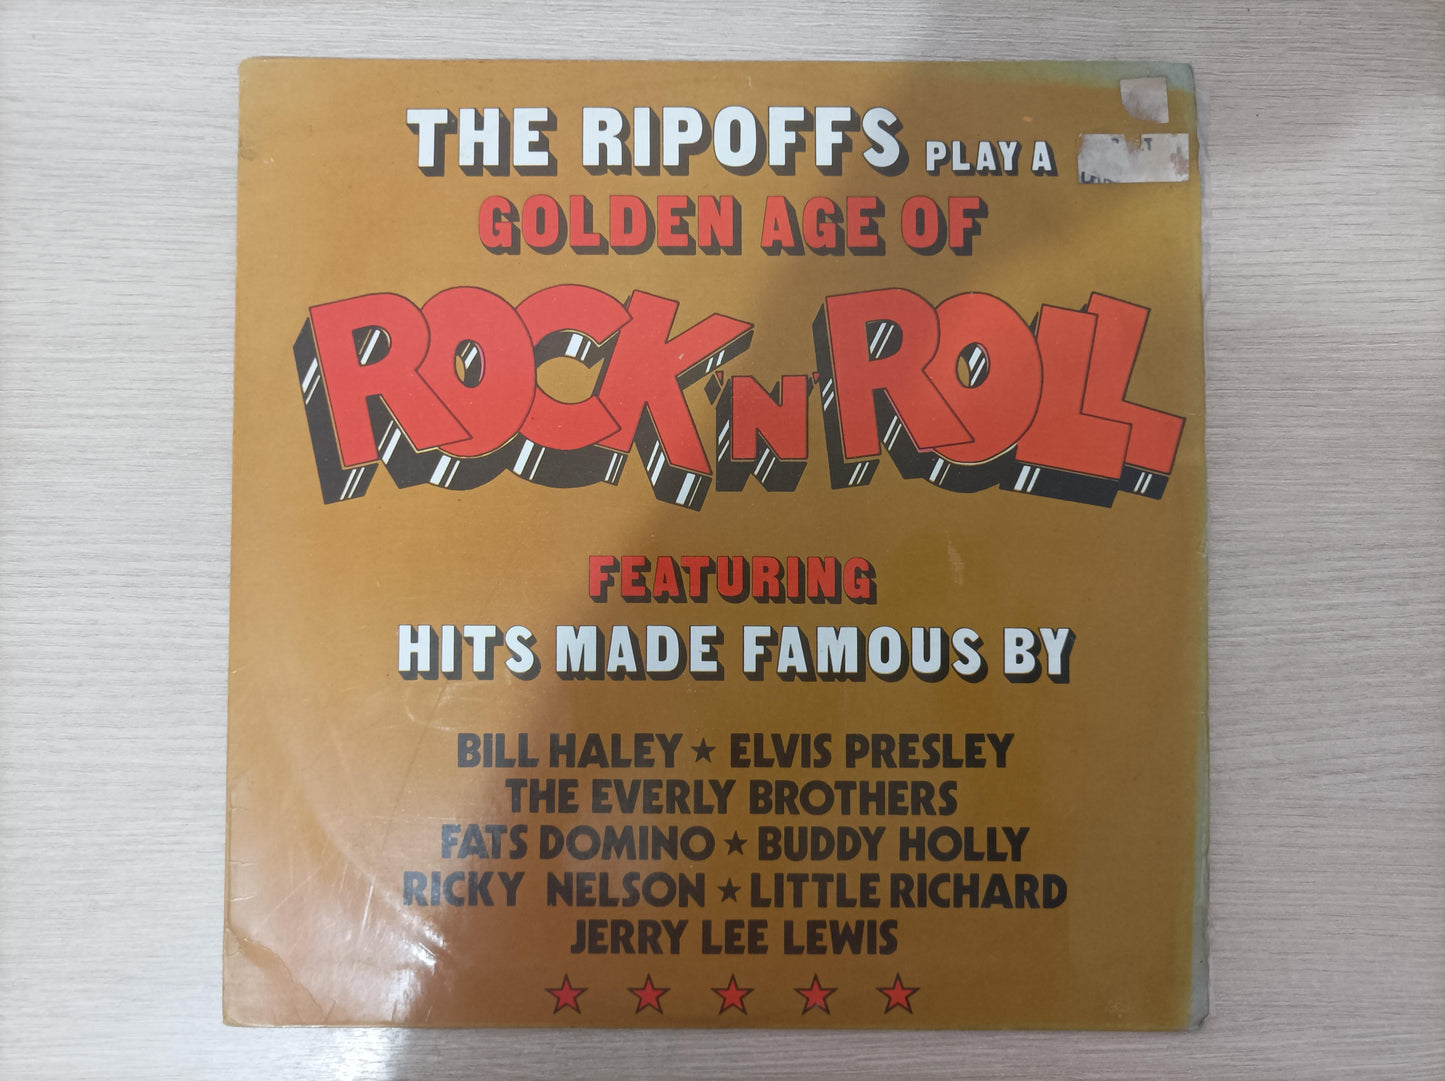 THE RIPOFFS PLAY A
GOLDEN AGE OF
ROCK 'N' ROLL
FEATURING
HITS MADE FAMOUS BY
BILL HALEY ★ ELVIS PRESLEY
THE EVERLY BROTHERS
FATS DOMINO ★ BUDDY HOLLY
RICKY NELSON ★ LITTLE RICHARD
JERRY LEE LEWIS